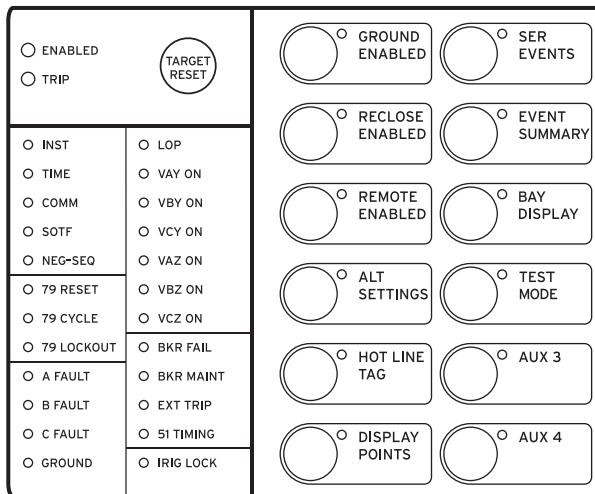 ENABLED
TRIP
TARGET
RESET
INST
TIME
COMM
SOTF
NEG-SEQ
79 RESET
79 CYCLE
79 LOCKOUT
A FAULT
B FAULT
C FAULT
GROUND
LOP
VAY ON
VBY ON
VCY ON
VAZ ON
VBZ ON
VCZ ON
BKR FAIL
BKR MAINT
EXT TRIP
51 TIMING
IRIG LOCK
GROUND
ENABLED
RECLOSE
ENABLED
REMOTE
ENABLED
ALT
SETTINGS
HOT LINE
TAG
DISPLAY
POINTS
SER
EVENTS
EVENT
SUMMARY
BAY
DISPLAY
TEST
MODE
AUX 3
AUX 4